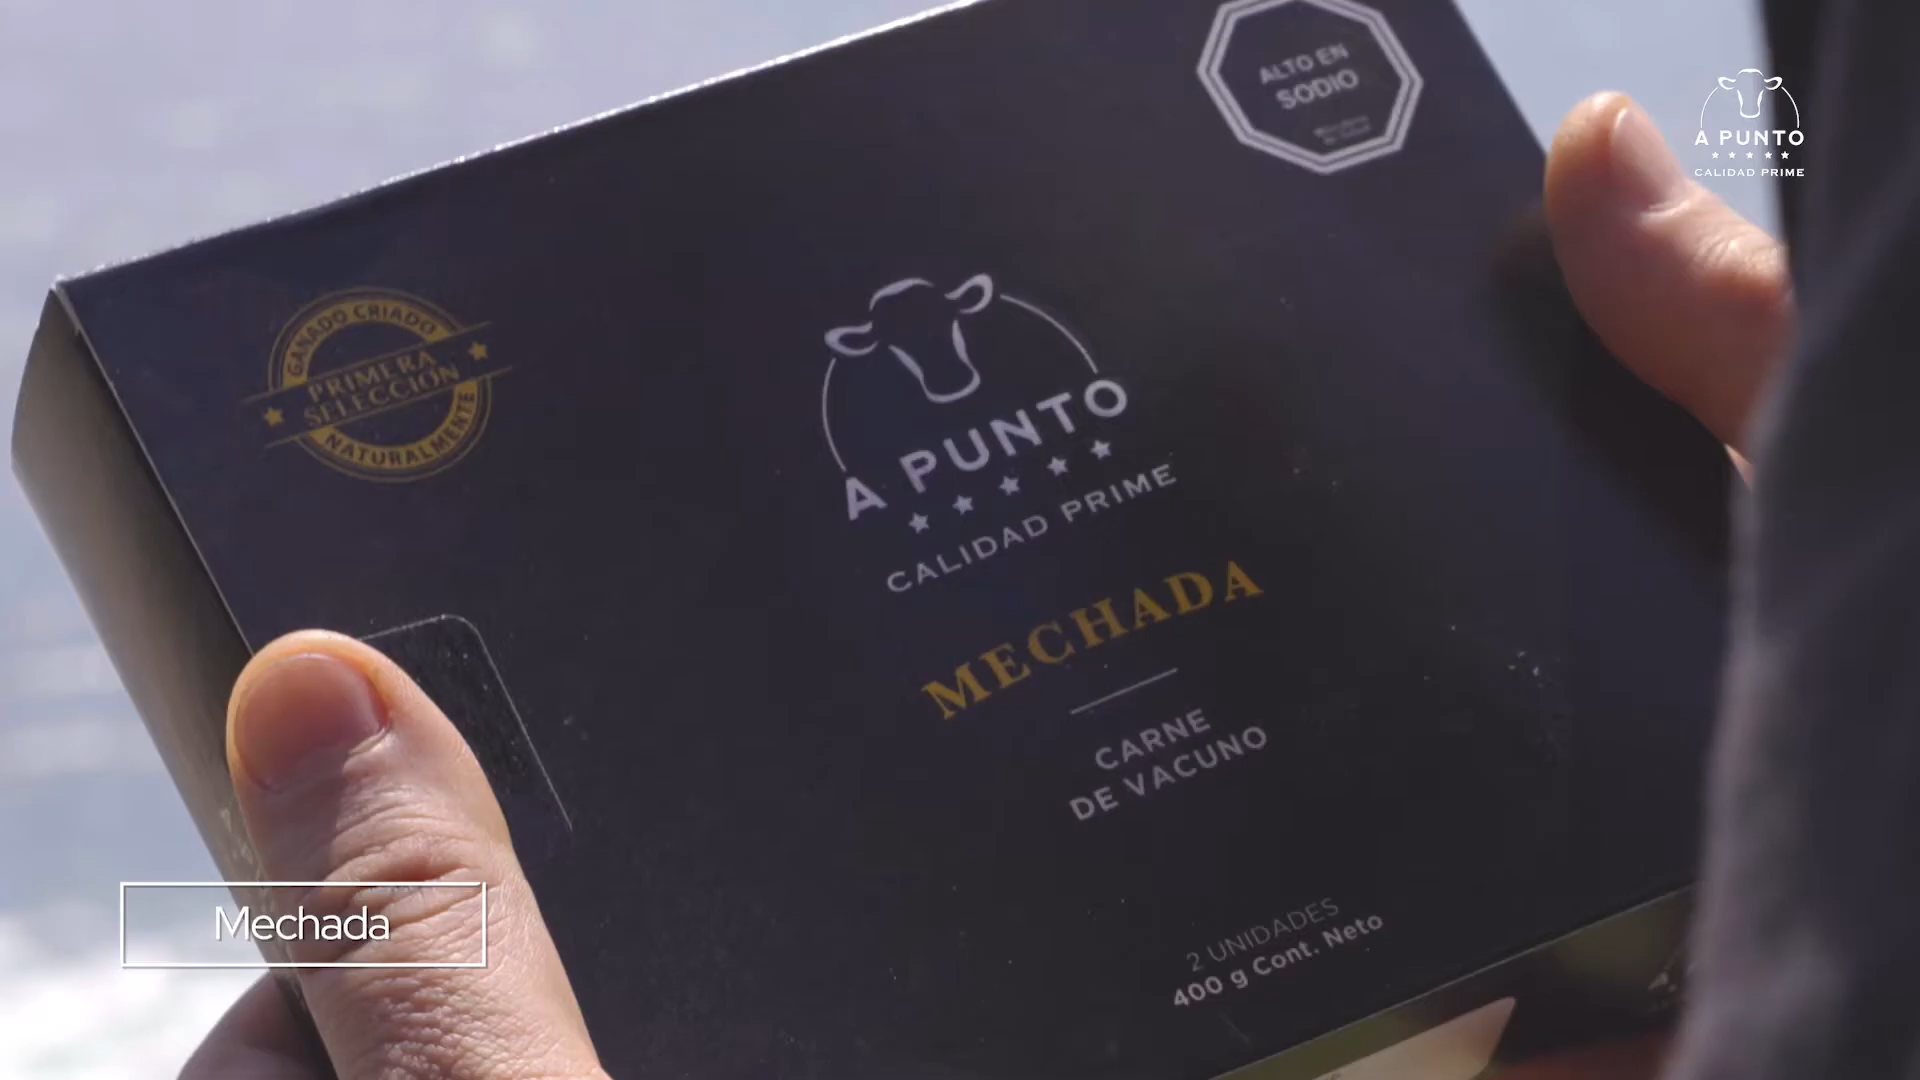 ALTO EN
SODIO
A PUNTO
CALIDAD PRIME
GANADO CRIADO
PRIMERA
SELECCIÓN
NATURALMENTE
A PUNTO
CALIDAD PRIME
MECHADA
CARNE
DE VACUNO
2 UNIDADES
400 g Cont. Neto
Mechada